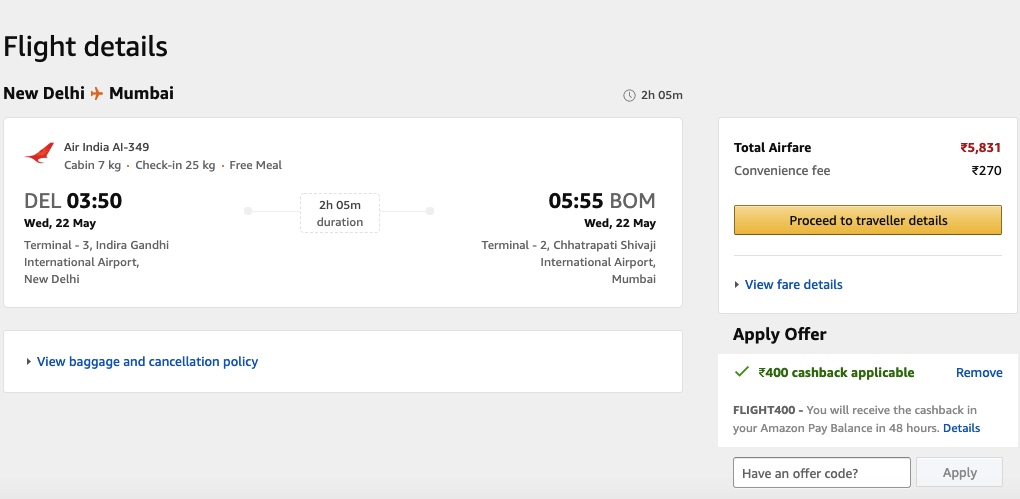 Flight details
New Delhi Mumbai
2h 05m
Air India AI-349
Cabin 7 kg • Check-in 25 kg • Free Meal
DEL 03:50
Wed, 22 May
Terminal - 3, Indira Gandhi
International Airport,
New Delhi
2h 05m
duration
05:55 BOM
Wed, 22 May
Terminal - 2, Chhatrapati Shivaji
International Airport,
Mumbai
View baggage and cancellation policy
Total Airfare ₹5,831
Convenience fee ₹270
Proceed to traveller details
View fare details
Apply Offer
₹400 cashback applicable Remove
FLIGHT400 - You will receive the cashback in
your Amazon Pay Balance in 48 hours. Details
Have an offer code? Apply